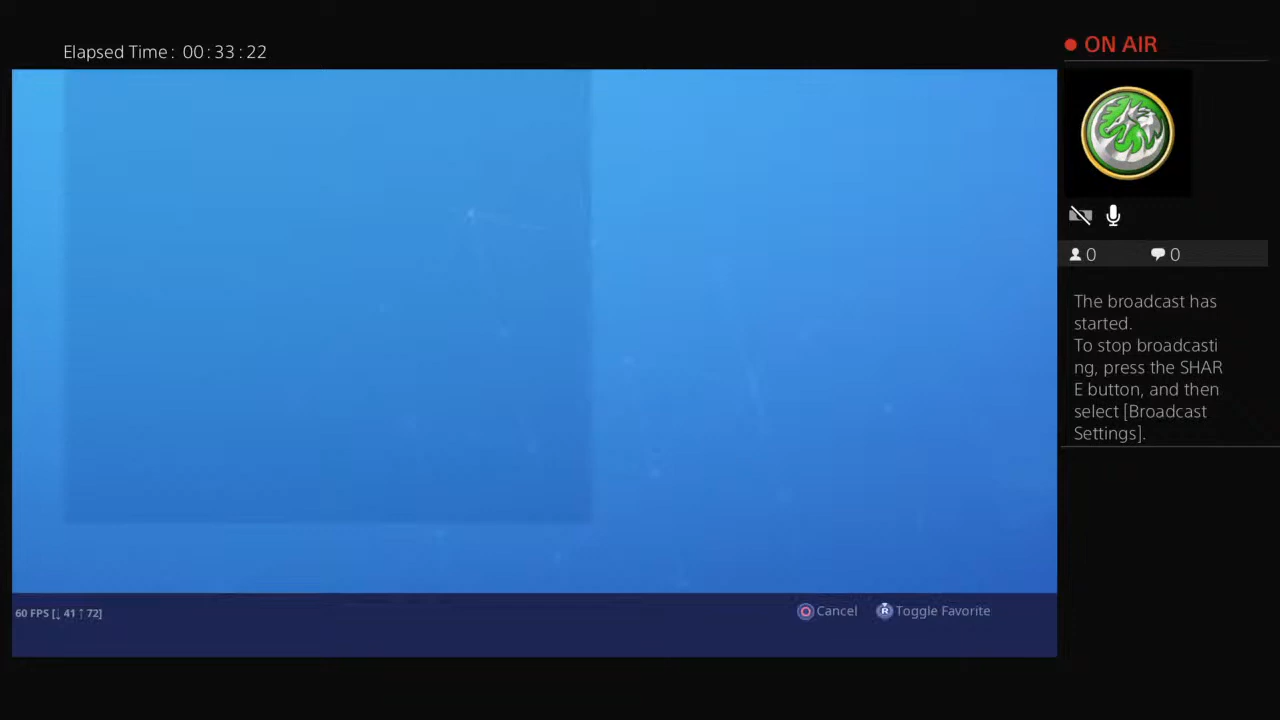 Elapsed Time: 00:33:22
ON AIR
0 0
The broadcast has
started.
To stop broadcasti
ng, press the SHAR
E button, and then
select [Broadcast
Settings].
60 FPS [↓ 41 ↑ 72]
Cancel R Toggle Favorite